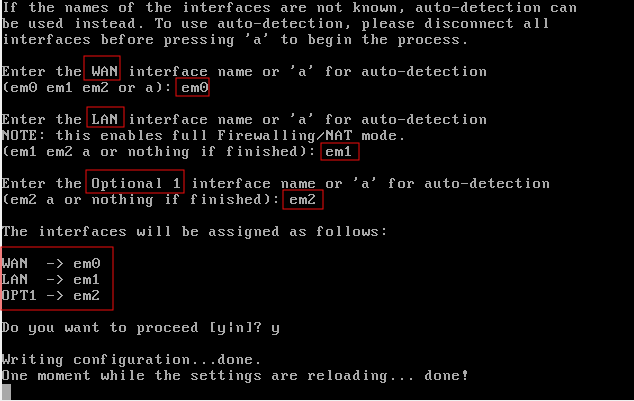 If the names of the interfaces are not known, auto-detection can
be used instead. To use auto-detection, please disconnect all
interfaces before pressing 'a' to begin the process.
Enter the WAN interface name or 'a' for auto-detection
(em0 em1 em2 or a): em0
Enter the LAN interface name or 'a' for auto-detection
NOTE: this enables full Firewalling/NAT mode.
(em1 em2 a or nothing if finished): em1
Enter the Optional 1 interface name or 'a' for auto-detection
(em2 a or nothing if finished): em2
The interfaces will be assigned as follows:
WAN  -> em0
LAN  -> em1
OPT1 -> em2
Do you want to proceed [y|n]? y
Writing configuration...done.
One moment while the settings are reloading... done!